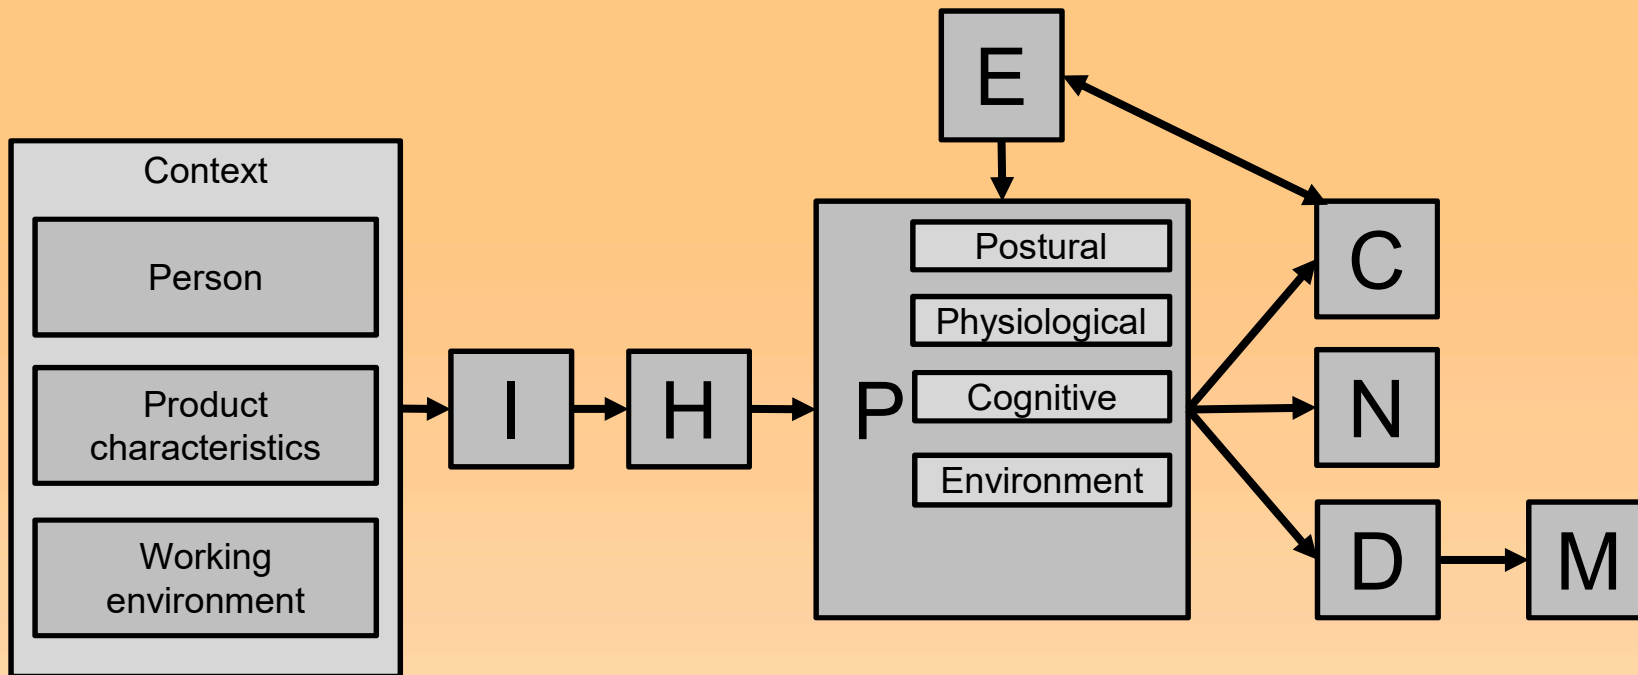 Context
Person
Product
characteristics
Working
environment
I
H
E
P
Postural
Physiological
Cognitive
Environment
C
N
D
M